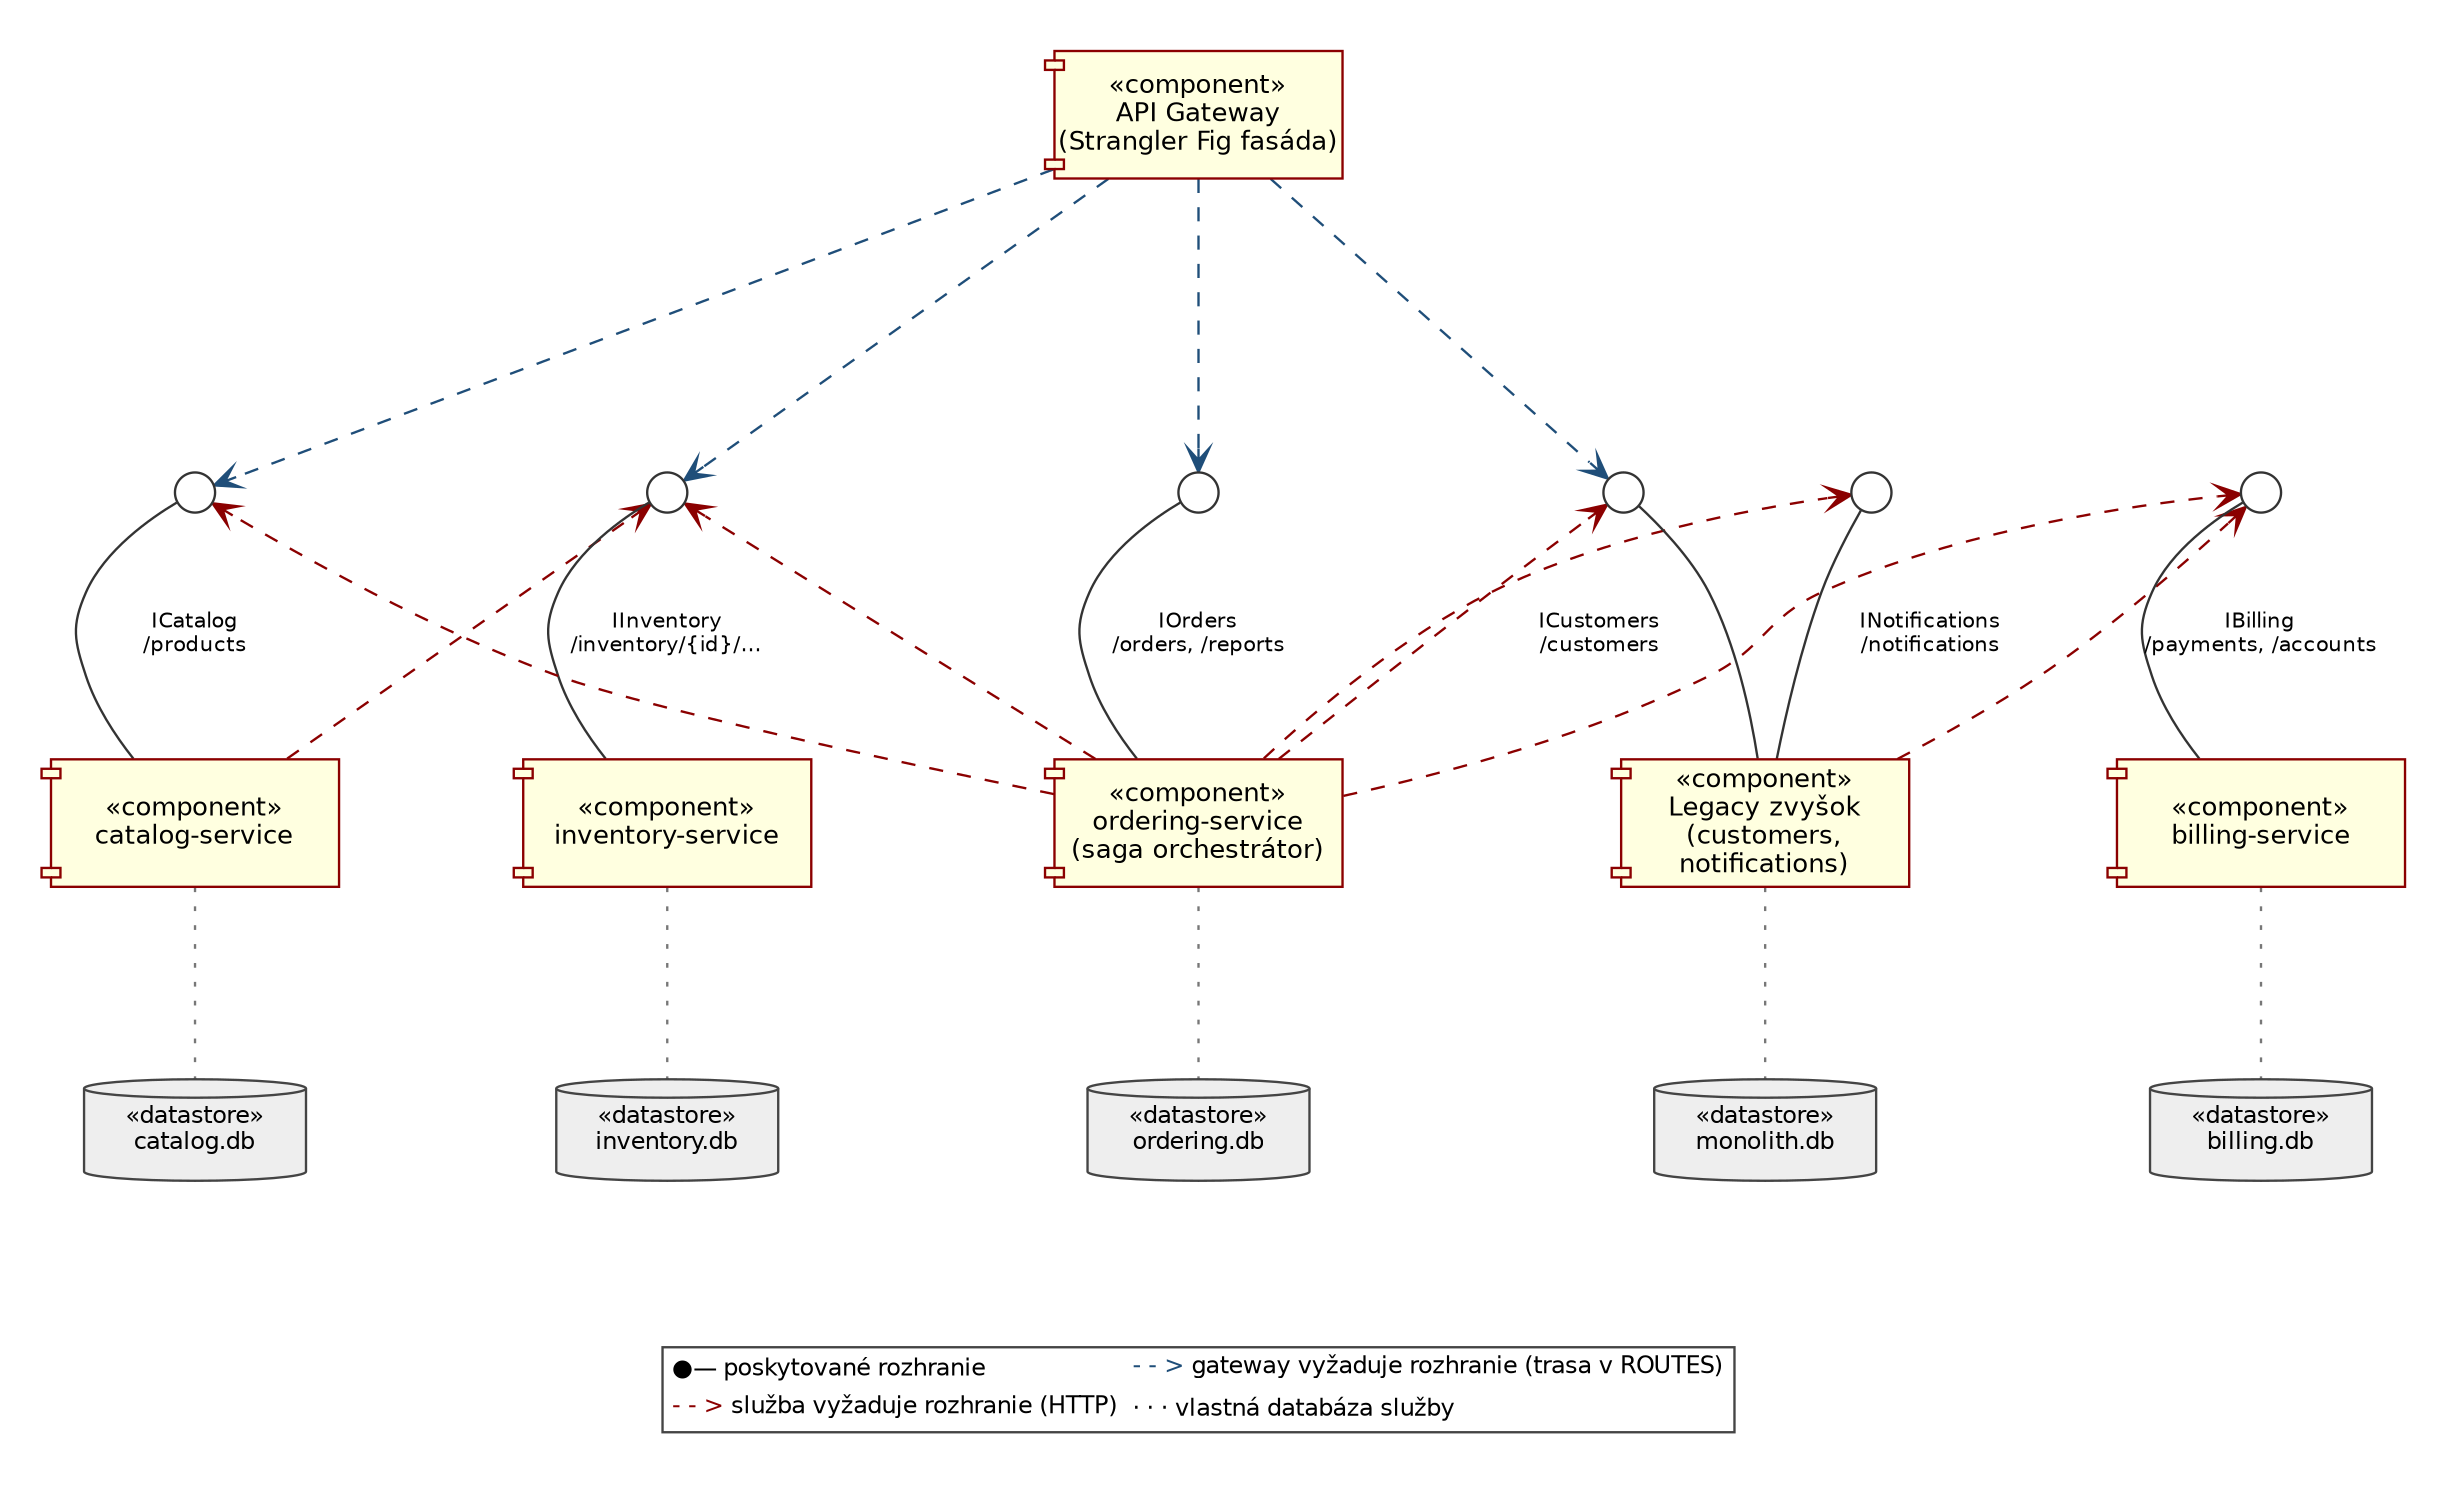 «component»
API Gateway
(Strangler Fig fasáda)
ICatalog
/products
IInventory
/inventory/{id}/...
IOrders
/orders, /reports
ICustomers
/customers
INotifications
/notifications
IBilling
/payments, /accounts
«component»
catalog-service
«component»
inventory-service
«component»
ordering-service
(saga orchestrátor)
«component»
Legacy zvyšok
(customers,
notifications)
«component»
billing-service
«datastore»
catalog.db
«datastore»
inventory.db
«datastore»
ordering.db
«datastore»
monolith.db
«datastore»
billing.db
●— poskytované rozhranie
- - > gateway vyžaduje rozhranie (trasa v ROUTES)
- - > služba vyžaduje rozhranie (HTTP)
· · · vlastná databáza služby